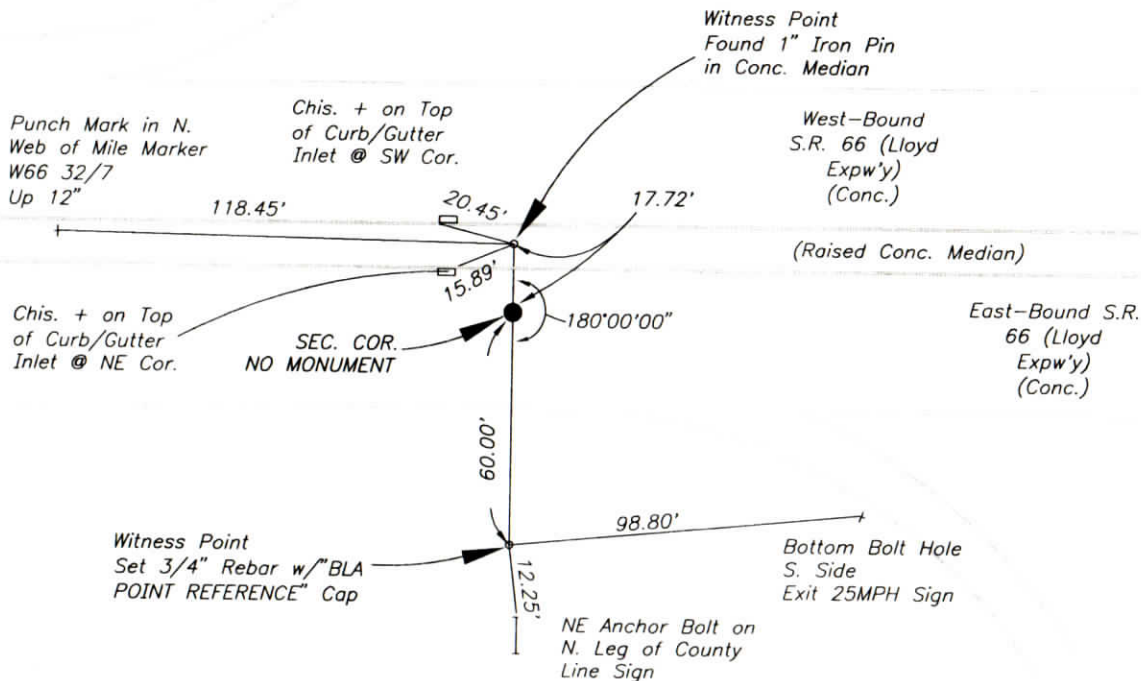 Witness Point
Found 1" Iron Pin
in Conc. Median
Chis. + on Top
of Curb/Gutter
Inlet @ SW Cor.
Punch Mark in N.
Web of Mile Marker
W66 32/7
Up 12"
West-Bound
S.R. 66 (Lloyd
Expw'y)
(Conc.)
118.45'
20.45'
17.72'
(Raised Conc. Median)
15.89'
Chis. + on Top
of Curb/Gutter
Inlet @ NE Cor.
SEC. COR.
NO MONUMENT
180°00'00"
East-Bound S.R.
66 (Lloyd
Expw'y)
(Conc.)
60.00'
98.80'
Witness Point
Set 3/4" Rebar w/"BLA
POINT REFERENCE" Cap
12.25'
Bottom Bolt Hole
S. Side
Exit 25MPH Sign
NE Anchor Bolt on
N. Leg of County
Line Sign